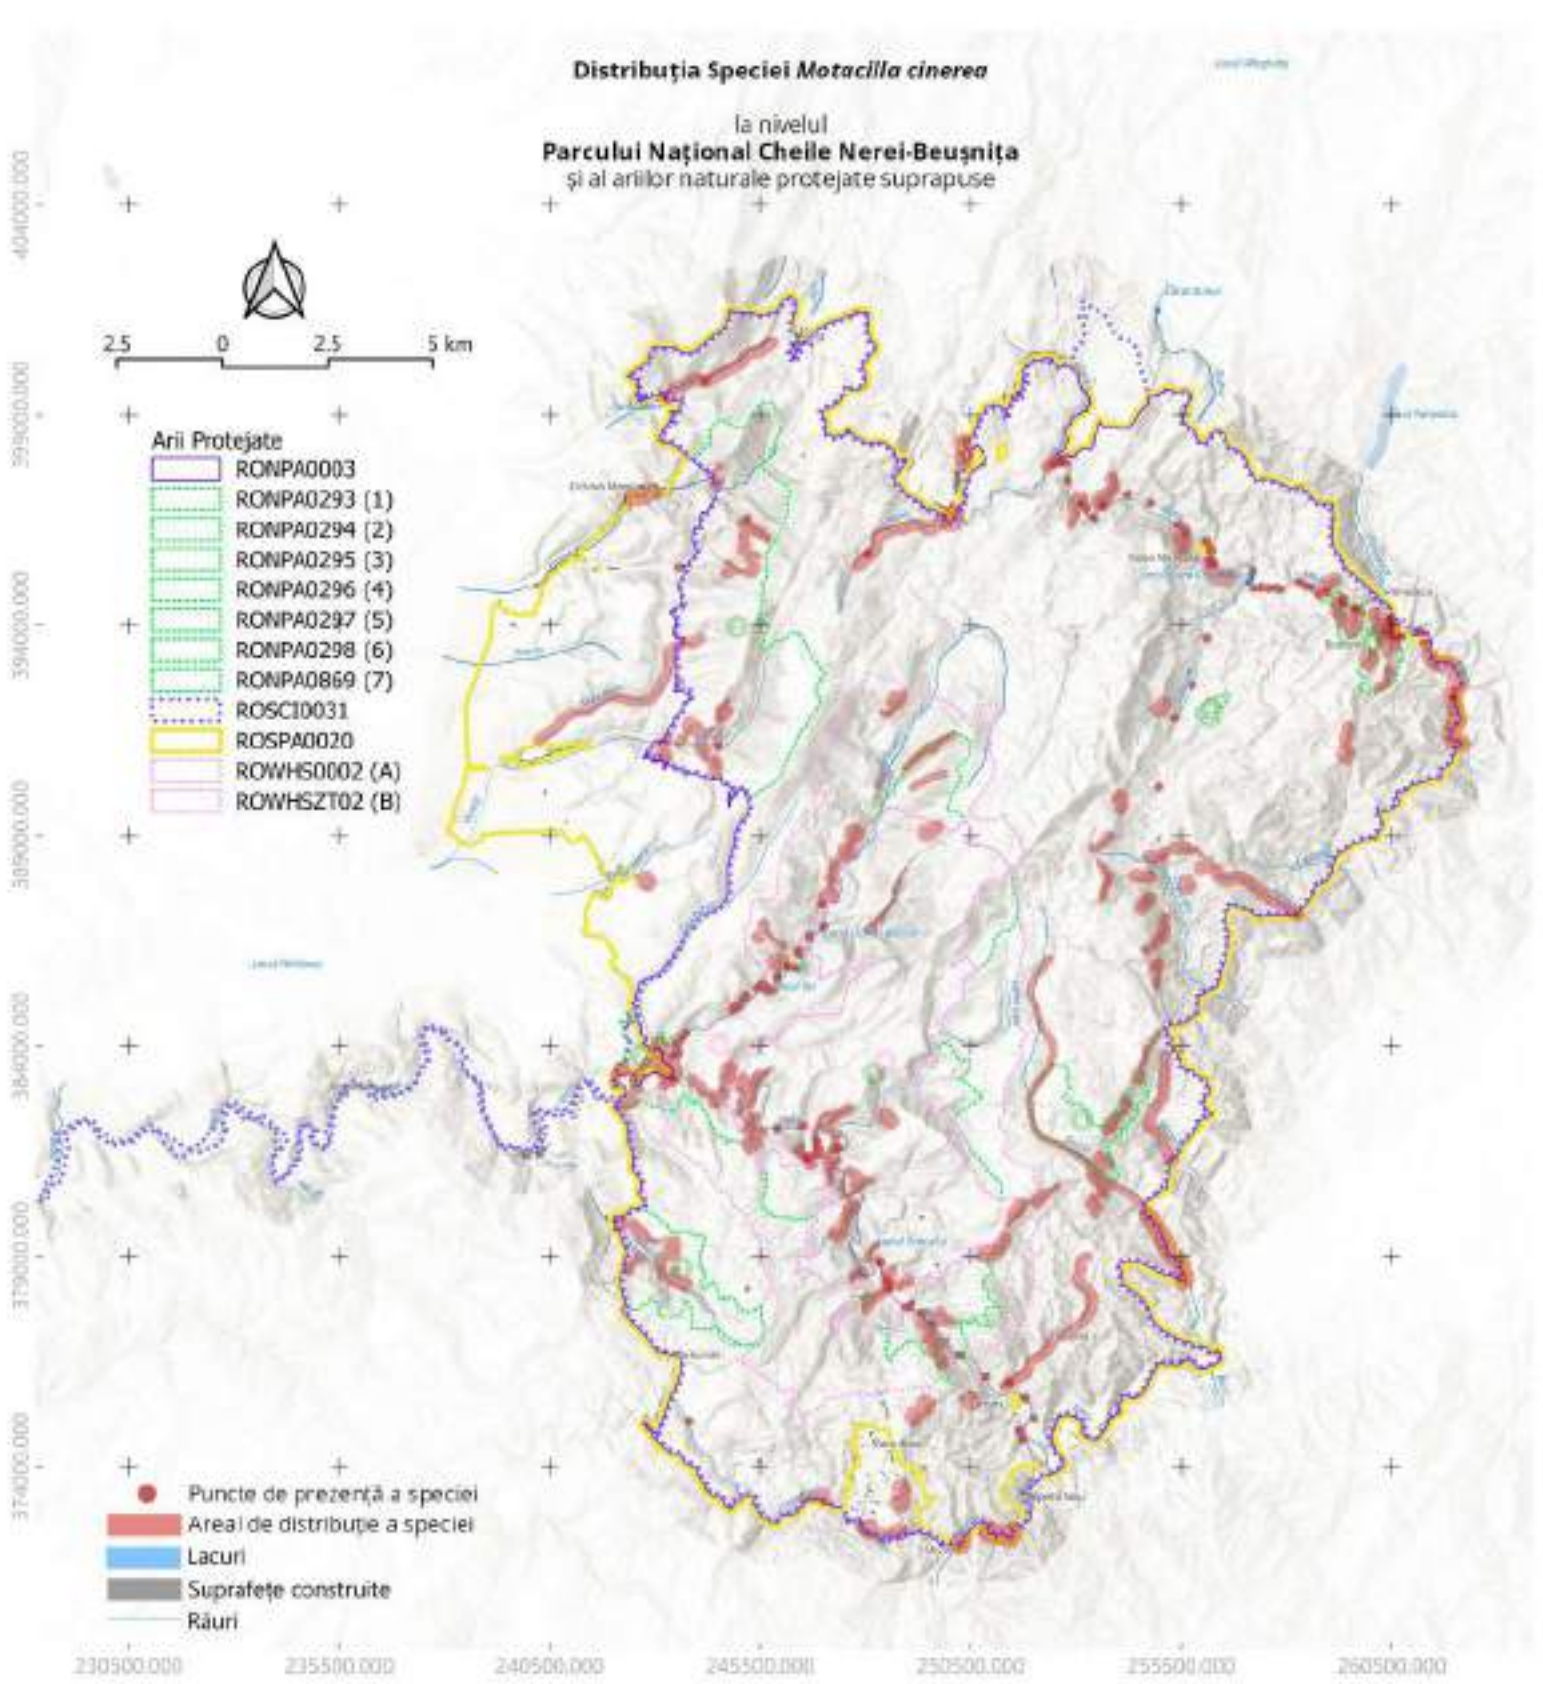 Distribuția Speciei Motacilla cinerea
la nivelul
Parcului Național Cheile Nerei-Beușnița
și al ariilor naturale protejate suprapuse
404000.000
399000.000
394000.000
389000.000
384000.000
379000.000
374000.000
2.5 0 2.5 5 km
Arii Protejate
RONPA0003
RONPA0293 (1)
RONPA0294 (2)
RONPA0295 (3)
RONPA0296 (4)
RONPA0297 (5)
RONPA0298 (6)
RONPA0869 (7)
ROSCI0031
ROSPA0020
ROWHS0002 (A)
ROWHSZT02 (B)
Puncte de prezență a speciei
Areal de distribuție a speciei
Lacuri
Suprafețe construite
Râuri
230500.000 235500.000 240500.000 245500.000 250500.000 255500.000 260500.000